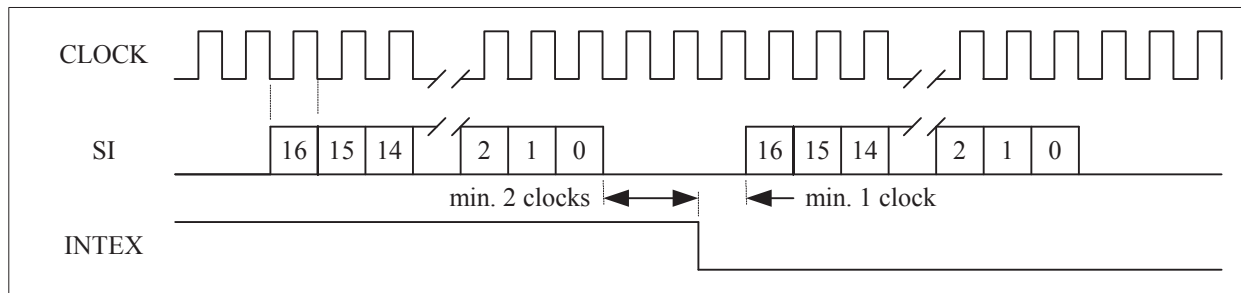 CLOCK
SI
16 15 14 2 1 0 16 15 14 2 1 0
min. 2 clocks min. 1 clock
INTEX